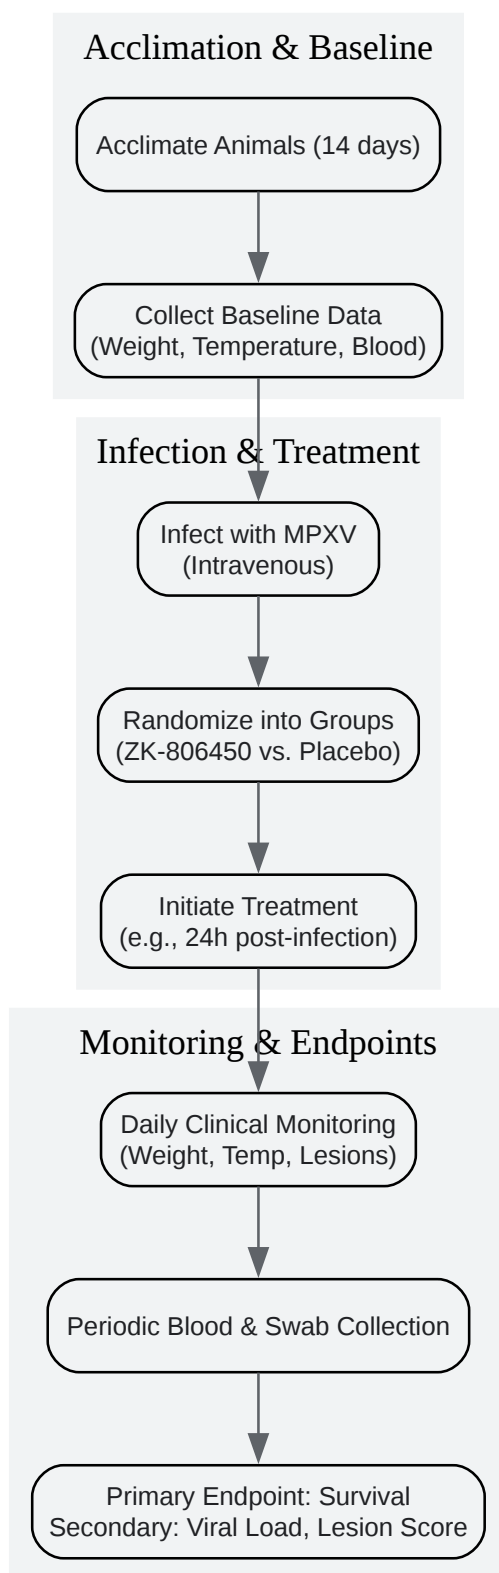 Acclimation & Baseline
Acclimate Animals (14 days)
Collect Baseline Data
(Weight, Temperature, Blood)
Infection & Treatment
Infect with MPXV
(Intravenous)
Randomize into Groups
(ZK-806450 vs. Placebo)
Initiate Treatment
(e.g., 24h post-infection)
Monitoring & Endpoints
Daily Clinical Monitoring
(Weight, Temp, Lesions)
Periodic Blood & Swab Collection
Primary Endpoint: Survival
Secondary: Viral Load, Lesion Score